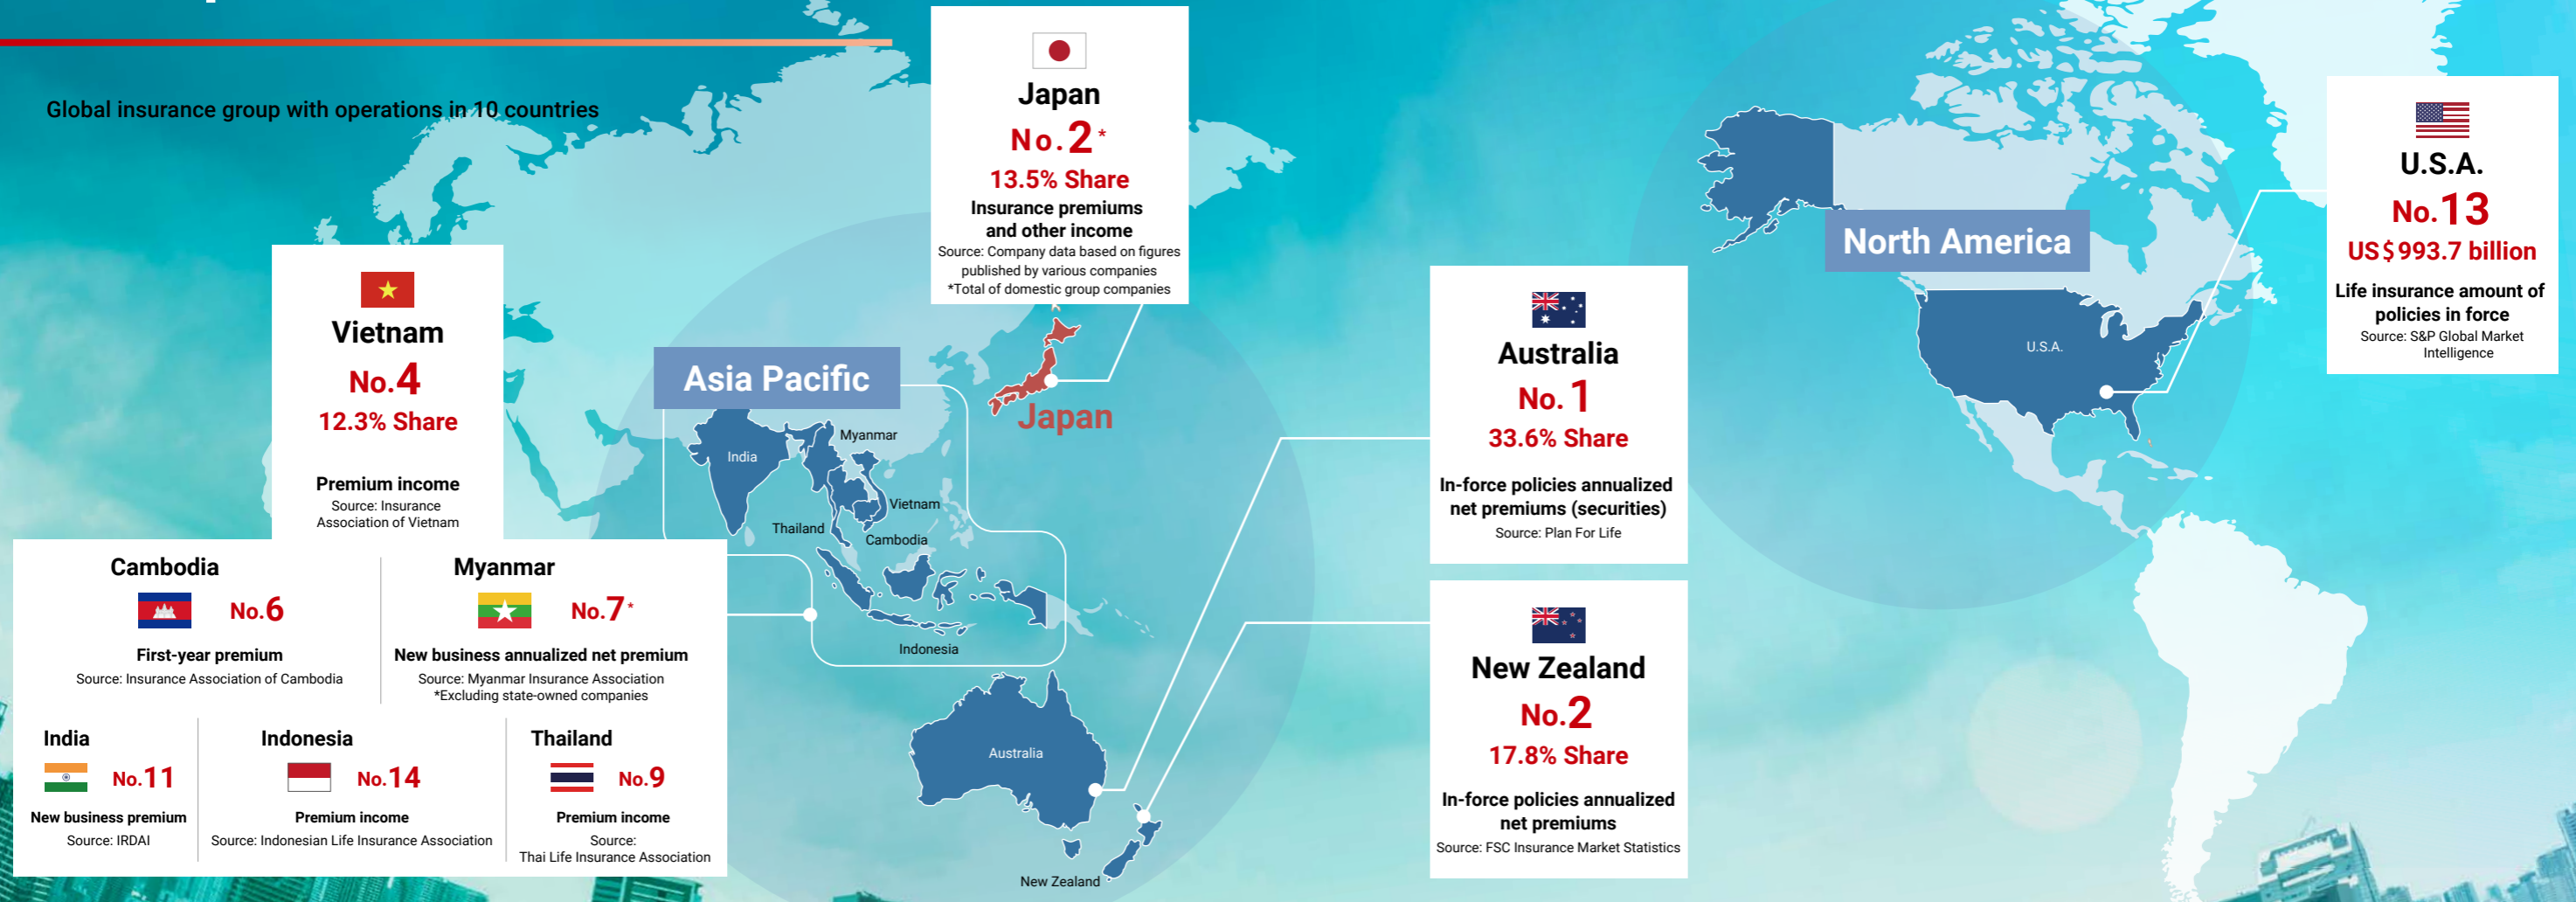 Global insurance group with operations in 10 countries
Japan
No.2*
13.5% Share
Insurance premiums
and other income
Source: Company data based on figures
published by various companies
*Total of domestic group companies
Vietnam
No.4
12.3% Share
Premium income
Source: Insurance
Association of Vietnam
Cambodia
No.6
First-year premium
Source: Insurance Association of Cambodia
Myanmar
No.7*
New business annualized net premium
Source: Myanmar Insurance Association
*Excluding state-owned companies
India
No.11
New business premium
Source: IRDAI
Indonesia
No.14
Premium income
Source: Indonesian Life Insurance Association
Thailand
No.9
Premium income
Source:
Thai Life Insurance Association
Asia Pacific
Japan
India
Myanmar
Vietnam
Thailand
Cambodia
Indonesia
Australia
New Zealand
Australia
No.1
33.6% Share
In-force policies annualized
net premiums (securities)
Source: Plan For Life
New Zealand
No.2
17.8% Share
In-force policies annualized
net premiums
Source: FSC Insurance Market Statistics
North America
U.S.A.
U.S.A.
No.13
US$993.7 billion
Life insurance amount of
policies in force
Source: S&P Global Market
Intelligence